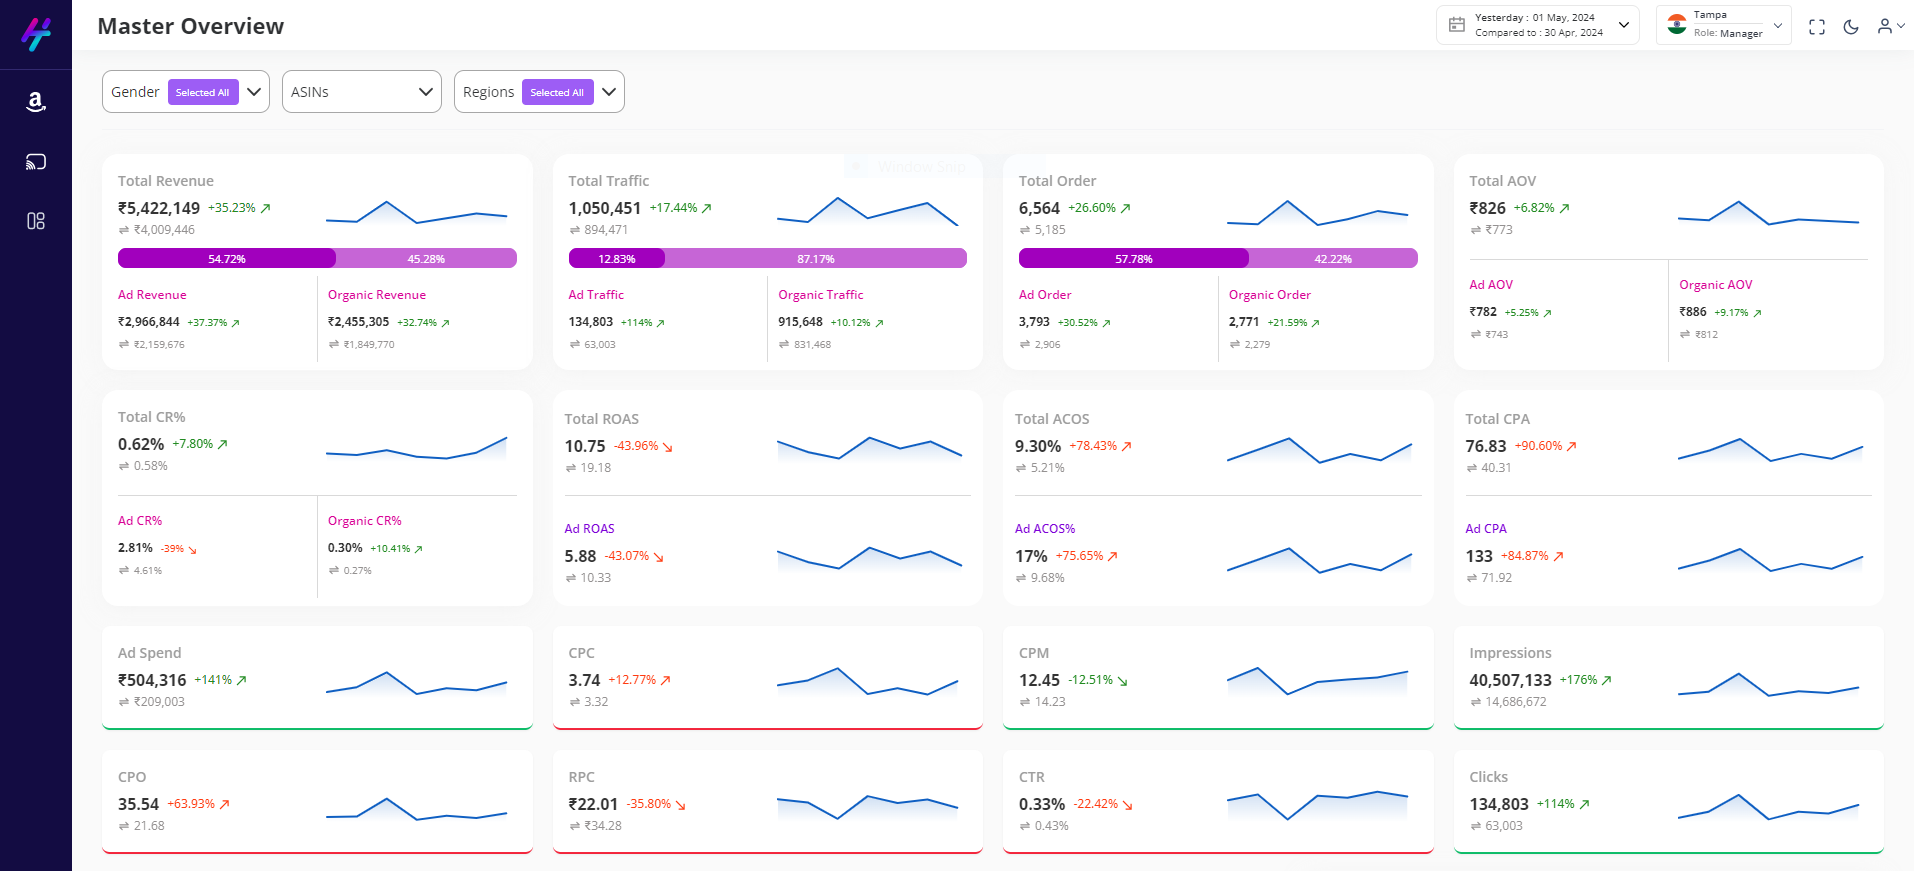 Master Overview
Yesterday : 01 May, 2024
Compared to : 30 Apr, 2024
Tampa
Role: Manager
a
Gender Selected All
ASINs
Regions Selected All
Window Snip
Total Revenue
₹5,422,149 +35.23%
₹4,009,446
54.72% 45.28%
Ad Revenue
₹2,966,844 +37.37%
₹2,159,676
Organic Revenue
₹2,455,305 +32.74%
₹1,849,770
Total Traffic
1,050,451 +17.44%
894,471
12.83% 87.17%
Ad Traffic
134,803 +114%
63,003
Organic Traffic
915,648 +10.12%
831,468
Total Order
6,564 +26.60%
5,185
57.78% 42.22%
Ad Order
3,793 +30.52%
2,906
Organic Order
2,771 +21.59%
2,279
Total AOV
₹826 +6.82%
₹773
Ad AOV
₹782 +5.25%
₹743
Organic AOV
₹886 +9.17%
₹812
Total CR%
0.62% +7.80%
0.58%
Ad CR%
2.81% -39%
4.61%
Organic CR%
0.30% +10.41%
0.27%
Total ROAS
10.75 -43.96%
19.18
Ad ROAS
5.88 -43.07%
10.33
Total ACOS
9.30% +78.43%
5.21%
Ad ACOS%
17% +75.65%
9.68%
Total CPA
76.83 +90.60%
40.31
Ad CPA
133 +84.87%
71.92
Ad Spend
₹504,316 +141%
₹209,003
CPC
3.74 +12.77%
3.32
CPM
12.45 -12.51%
14.23
Impressions
40,507,133 +176%
14,686,672
CPO
35.54 +63.93%
21.68
RPC
₹22.01 -35.80%
₹34.28
CTR
0.33% -22.42%
0.43%
Clicks
134,803 +114%
63,003